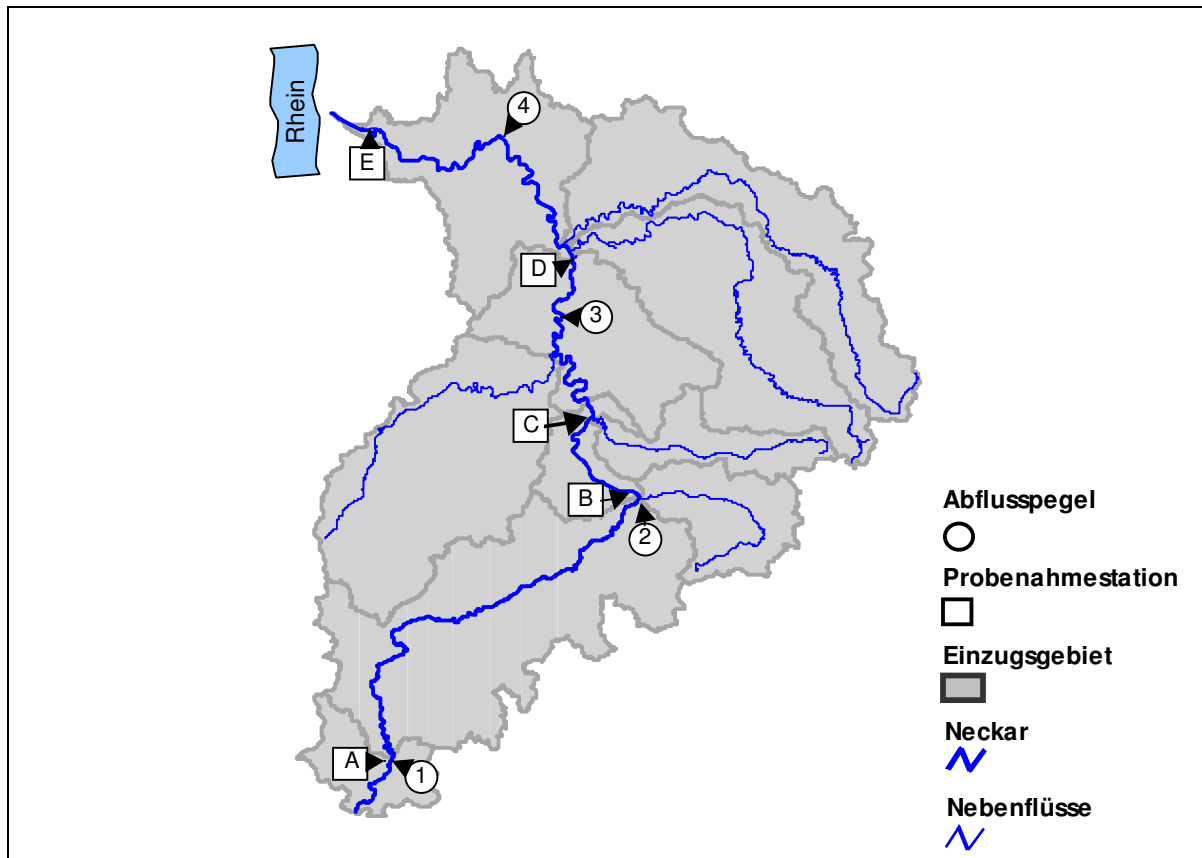 Rhein
4
E
D
3
C
B
2
A
1
Abflusspegel
Probenahmestation
Einzugsgebiet
Neckar
Nebenflüsse